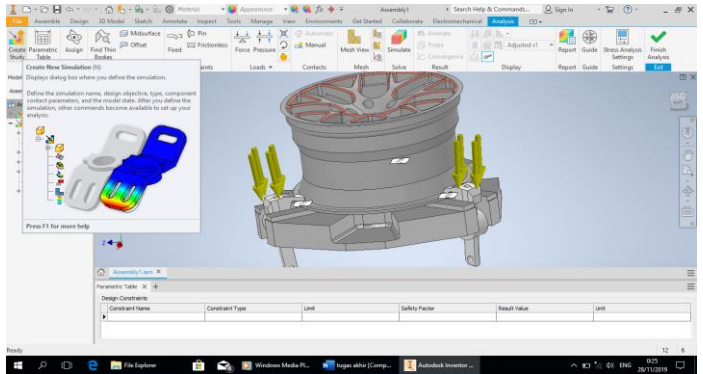 Material
Appearance
Assembly1
Search Help & Commands...
Sign In
File Assemble Design 3D Model Sketch Annotate Inspect Tools Manage View Environments Get Started Collaborate Electromechanical Analysis
Create Study
Parametric Table
Assign
Find Thin Bodies
Midsurface
Offset
Fixed
Pin
Frictionless
Force
Pressure
Automatic
Manual
Mesh View
Simulate
Animate
Probe
Convergence
Adjusted x1
Report
Guide
Stress Analysis Settings
Finish Analysis
Loads
Contacts
Mesh
Solve
Result
Display
Report
Guide
Settings
Exit
Create New Simulation (N)
Displays dialog box where you define the simulation.
Define the simulation name, design objective, type, component
contact parameters, and the model state. After you define the
simulation, other commands become available to set up your
analysis.
Press F1 for more help
Z
Assembly1.iam
Parametric Table
Design Constraints
Constraint Name Constraint Type Limit Safety Factor Result Value Unit
Ready
12 6
File Explorer
Windows Media Pl...
tugas akhir [Comp...
Autodesk Inventor ...
ENG
0:25
28/11/2019